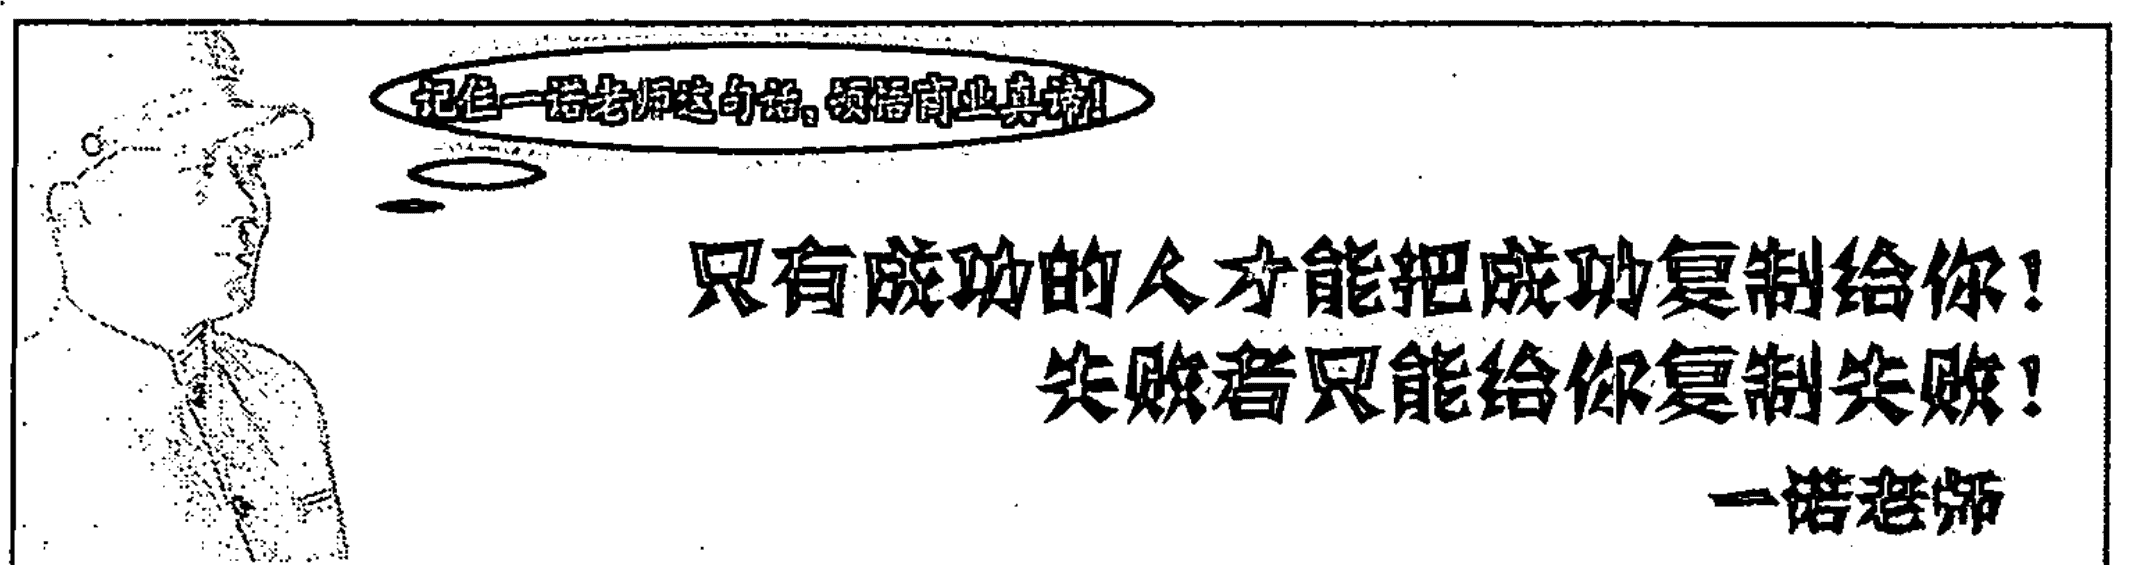 记住一诺老师这句话，领悟商业真谛！
只有成功的人才能把成功复制给你！
失败者只能给你复制失败！
一诺老师